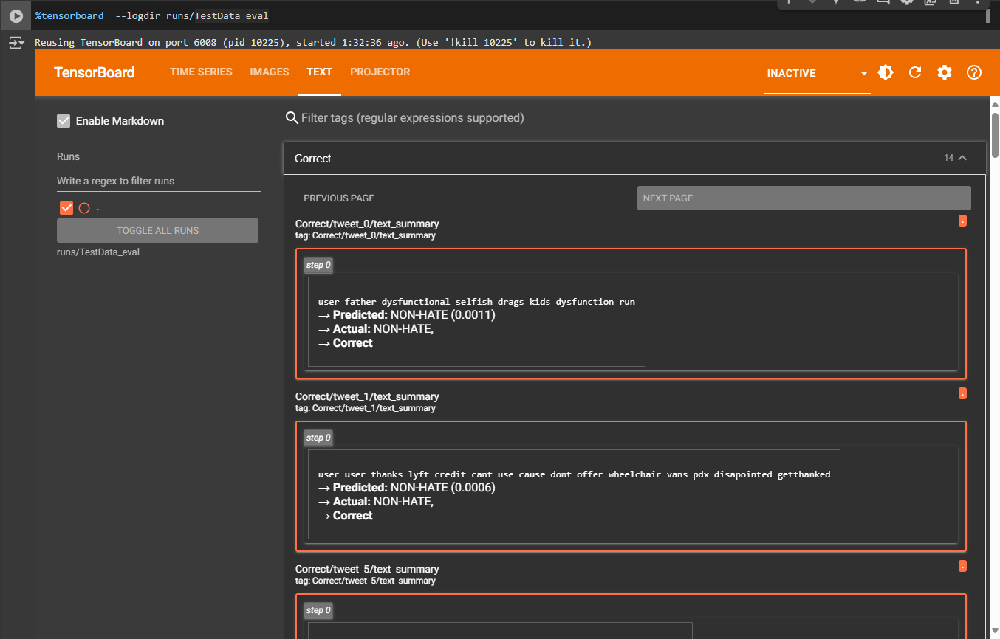 %tensorboard --logdir runs/TestData_eval
Reusing TensorBoard on port 6008 (pid 10225), started 1:32:36 ago. (Use '!kill 10225' to kill it.)
TensorBoard TIME SERIES IMAGES TEXT PROJECTOR INACTIVE
Enable Markdown
Runs
Write a regex to filter runs
.
TOGGLE ALL RUNS
runs/TestData_eval
Filter tags (regular expressions supported)
Correct 14
PREVIOUS PAGE NEXT PAGE
Correct/tweet_0/text_summary .
tag: Correct/tweet_0/text_summary
step 0
user father dysfunctional selfish drags kids dysfunction run
→ Predicted: NON-HATE (0.0011)
→ Actual: NON-HATE,
→ Correct
Correct/tweet_1/text_summary .
tag: Correct/tweet_1/text_summary
step 0
user user thanks lyft credit cant use cause dont offer wheelchair vans pdx disapointed getthanked
→ Predicted: NON-HATE (0.0006)
→ Actual: NON-HATE,
→ Correct
Correct/tweet_5/text_summary .
tag: Correct/tweet_5/text_summary
step 0